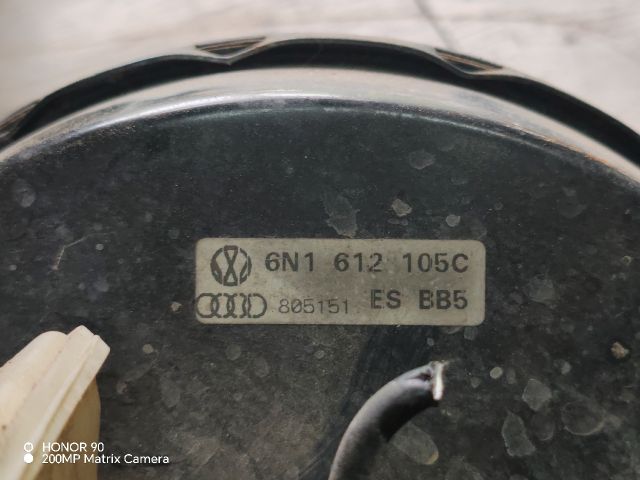 6N1 612 105C
805151 ES BB5
HONOR 90
200MP Matrix Camera